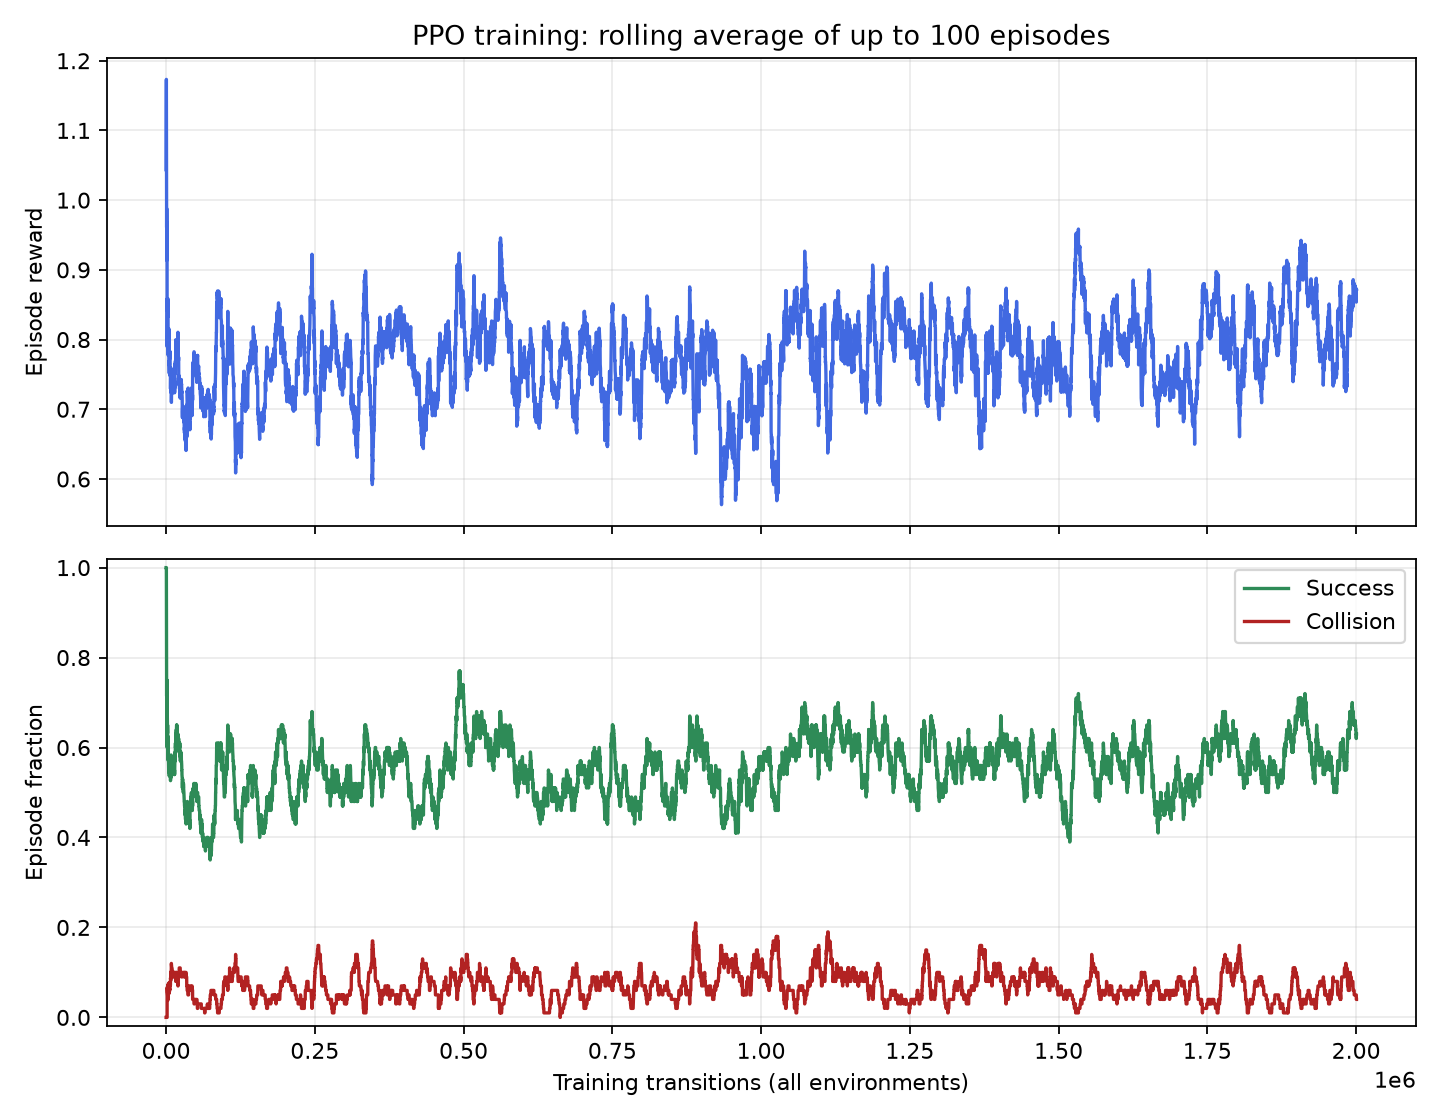 PPO training: rolling average of up to 100 episodes
1.2
1.1
1.0
0.9
0.8
0.7
0.6
Episode reward
1.0
0.8
0.6
0.4
0.2
0.0
Episode fraction
Success
Collision
0.00 0.25 0.50 0.75 1.00 1.25 1.50 1.75 2.00
1e6
Training transitions (all environments)